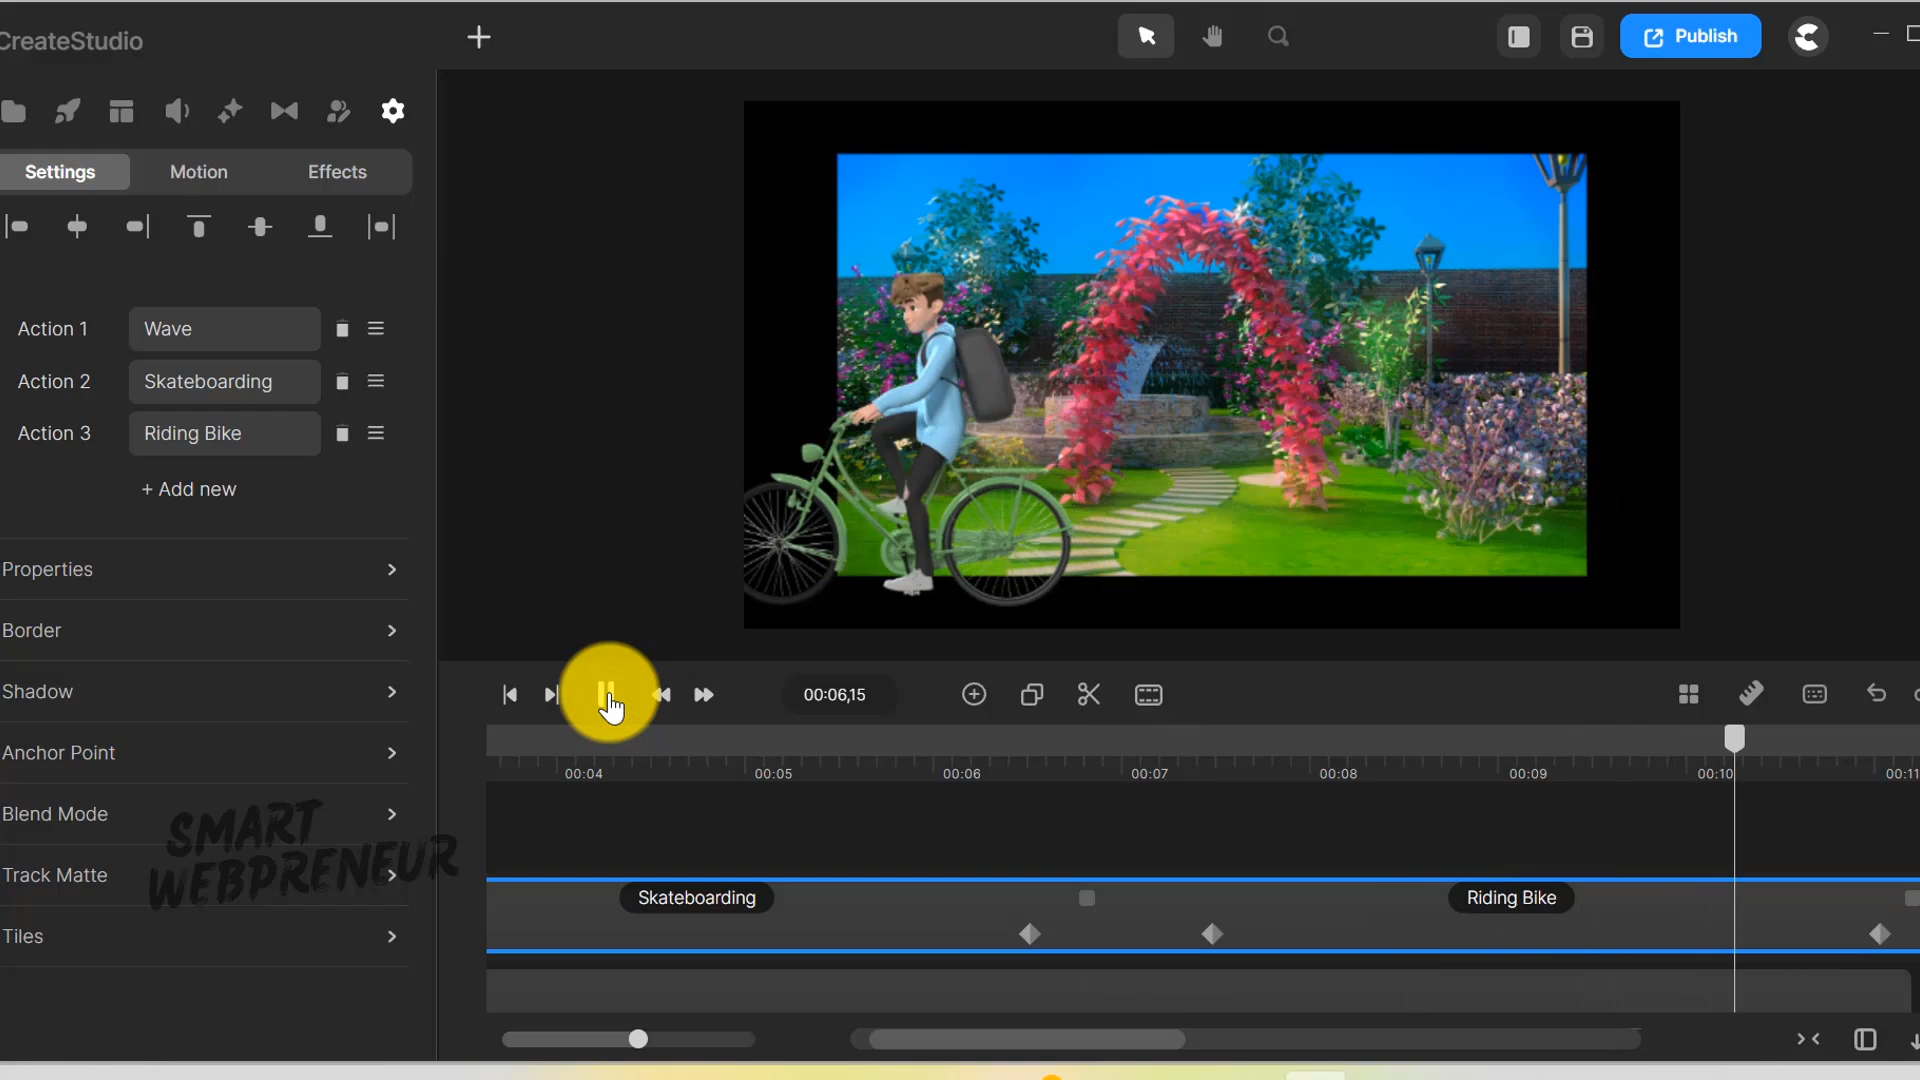 CreateStudio
Publish
Settings
Motion
Effects
Action 1
Wave
Action 2
Skateboarding
Action 3
Riding Bike
+ Add new
Properties
Border
Shadow
Anchor Point
Blend Mode
Track Matte
Tiles
SMART
WEBPRENEUR
00:06,15
00:04
00:05
00:06
00:07
00:08
00:09
00:10
00:11
Skateboarding
Riding Bike